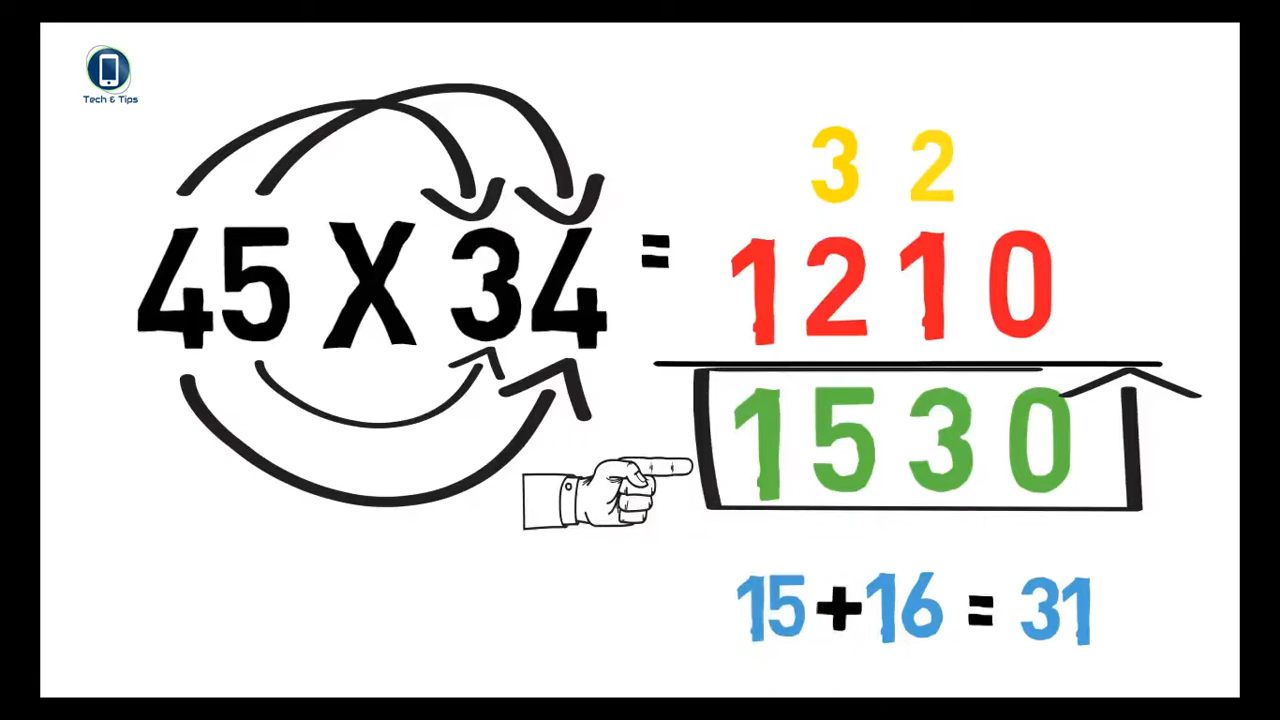 Tech & Tips
3 2
45 X 34 = 1210
1530
15+16 = 31